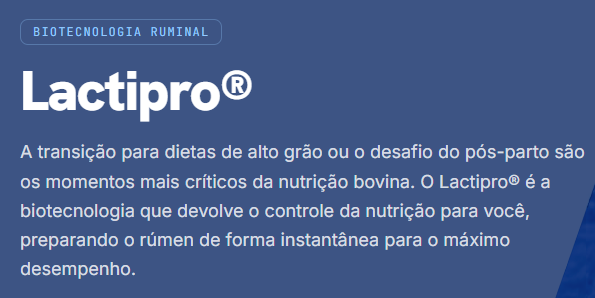 BIOTECNOLOGIA RUMINAL
Lactipro®
A transição para dietas de alto grão ou o desafio do pós-parto são
os momentos mais críticos da nutrição bovina. O Lactipro® é a
biotecnologia que devolve o controle da nutrição para você,
preparando o rúmen de forma instantânea para o máximo
desempenho.